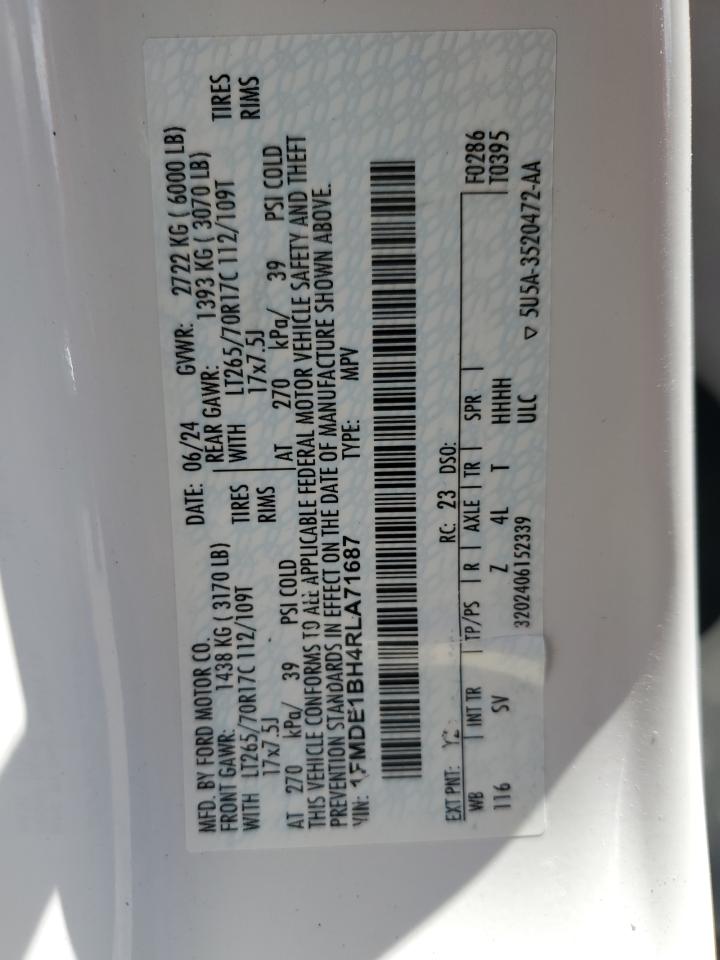 MFD. BY FORD MOTOR CO.
DATE: 06/24 GVWR: 2722 KG ( 6000 LB)
FRONT GAWR: 1438 KG ( 3170 LB) REAR GAWR: 1393 KG ( 3070 LB)
WITH LT265/70R17C 112/109T TIRES WITH LT265/70R17C 112/109T TIRES
17x7.5J RIMS 17x7.5J RIMS
AT 270 kPa/ 39 PSI COLD AT 270 kPa/ 39 PSI COLD
THIS VEHICLE CONFORMS TO ALL APPLICABLE FEDERAL MOTOR VEHICLE SAFETY AND THEFT
PREVENTION STANDARDS IN EFFECT ON THE DATE OF MANUFACTURE SHOWN ABOVE.
VIN: 1FMDE1BH4RLA71687 TYPE: MPV
EXT PNT: YZ RC: 23 DSO:
WB INT TR TP/PS R AXLE TR SPR F0286
116 SV Z 4L T HHHH T0395
ULC
3202406152339 ▽ 5U5A-3520472-AA